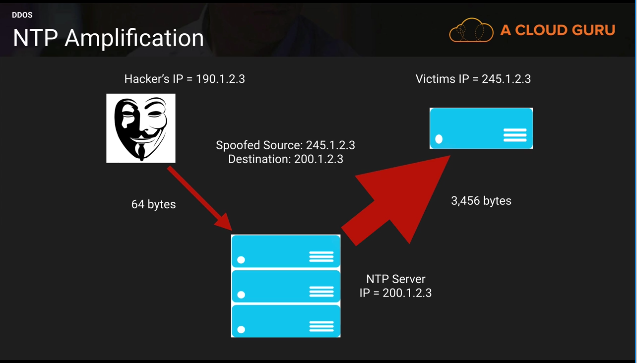 DDOS
NTP Amplification
A CLOUD GURU
Hacker's IP = 190.1.2.3
Victims IP = 245.1.2.3
Spoofed Source: 245.1.2.3
Destination: 200.1.2.3
64 bytes
3,456 bytes
NTP Server
IP = 200.1.2.3